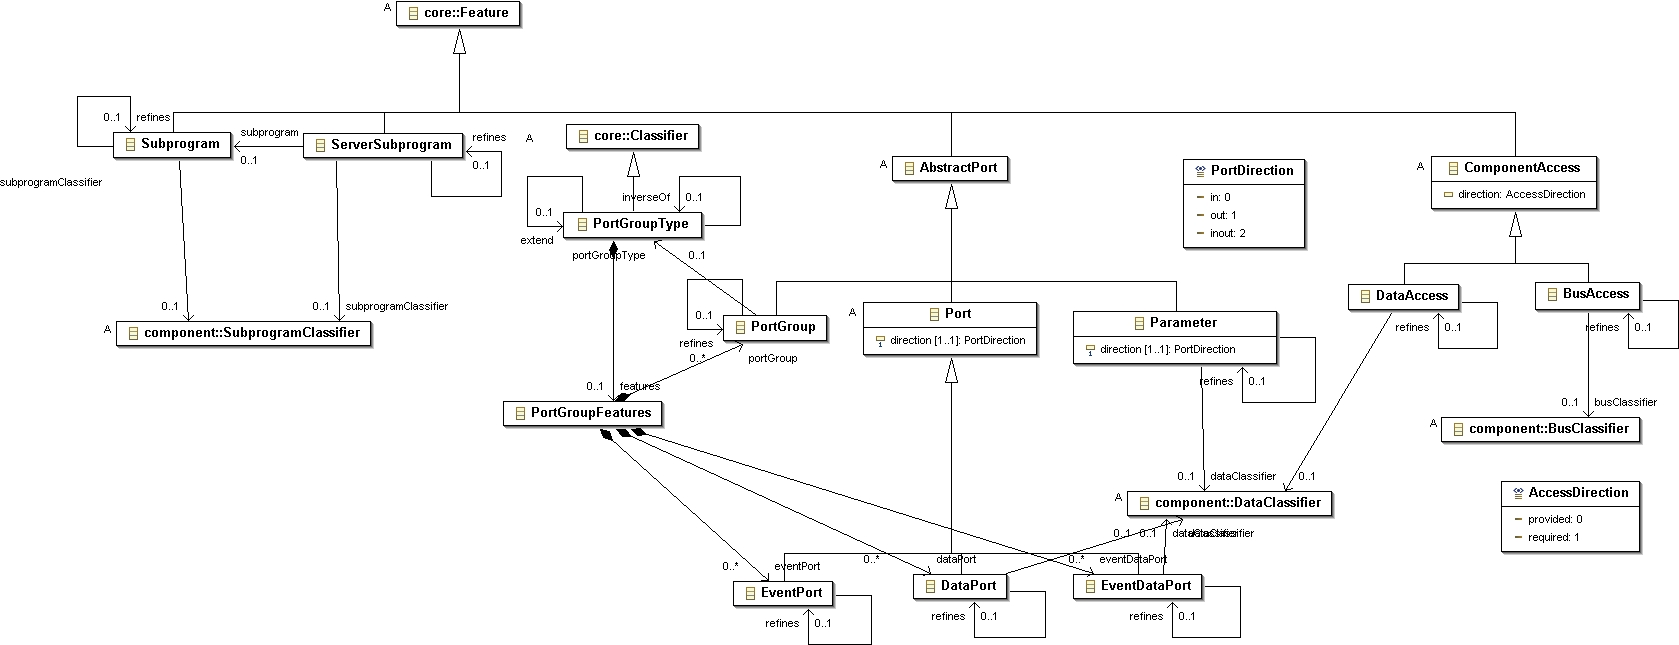 A
core::Feature
0..1
refines
Subprogram
subprogram
0..1
ServerSubprogram
refines
0..1
A
core::Classifier
A
AbstractPort
PortDirection
in: 0
out: 1
inout: 2
A
ComponentAccess
direction: AccessDirection
subprogramClassifier
inverseOf
0..1
0..1
extend
PortGroupType
portGroupType
0..1
0..1
0..1
subprogramClassifier
A
component::SubprogramClassifier
0..1
refines
PortGroup
0..*
portGroup
A
Port
direction [1..1]: PortDirection
Parameter
direction [1..1]: PortDirection
refines
0..1
DataAccess
refines
0..1
BusAccess
refines
0..1
0..1
features
PortGroupFeatures
0..1
busClassifier
A
component::BusClassifier
0..1
dataClassifier
0..1
A
component::DataClassifier
AccessDirection
provided: 0
required: 1
0..1
0..1
dataClassifier
dataClassifier
0..*
eventPort
0..*
dataPort
0..*
eventDataPort
EventPort
DataPort
EventDataPort
refines
0..1
refines
0..1
refines
0..1